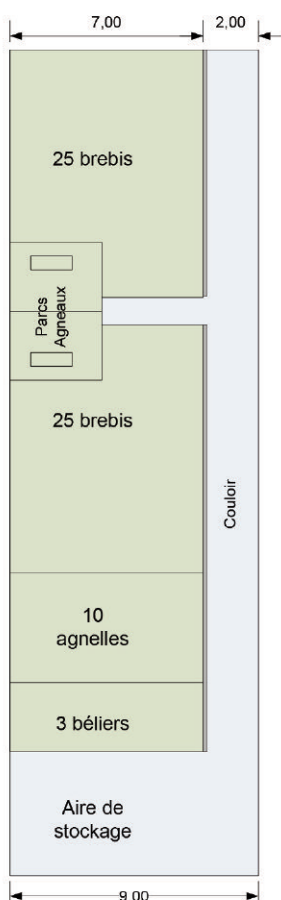 7,00 2,00
25 brebis
Parcs
Agneaux
25 brebis
Couloir
10
agnelles
3 béliers
Aire de
stockage
9,00